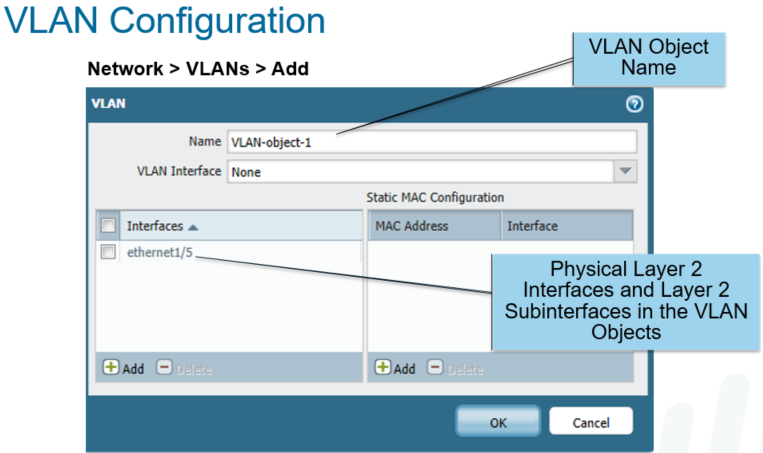 VLAN Configuration
VLAN Object
Name
Network > VLANs > Add
VLAN
Name VLAN-object-1
VLAN Interface None
Static MAC Configuration
Interfaces
MAC Address Interface
ethernet1/5
Physical Layer 2
Interfaces and Layer 2
Subinterfaces in the VLAN
Objects
Add Delete
Add Delete
OK Cancel